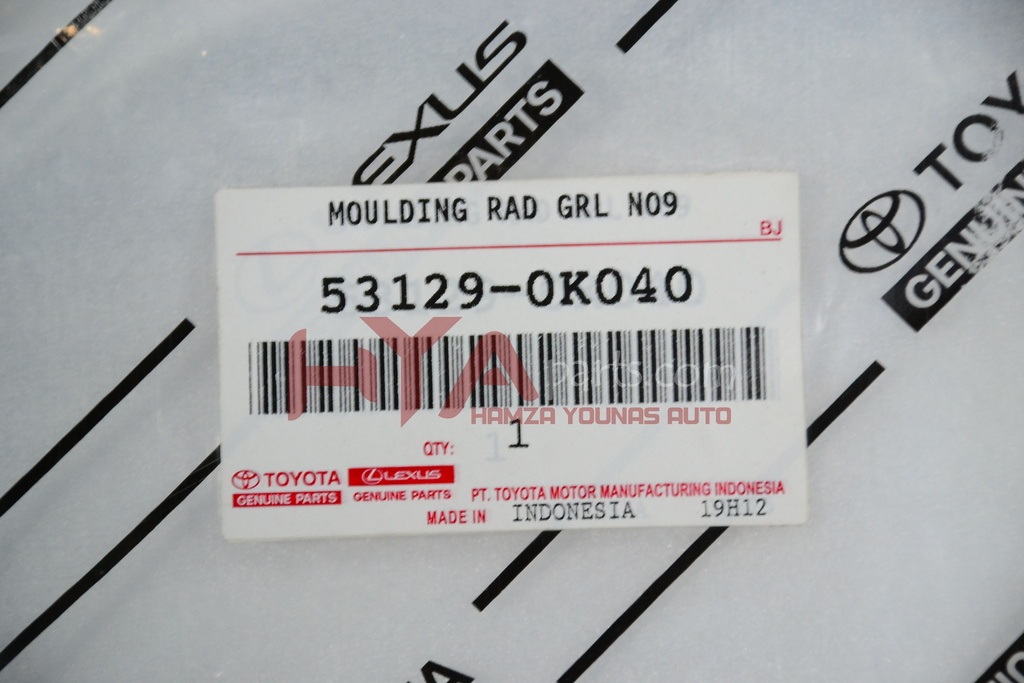 LEXUS
PARTS
TOY
GENUIN
MOULDING RAD GRL NO9
BJ
53129-0K040
HYA parts.com
HAMZA YOUNAS AUTO
QTY: 1
TOYOTA LEXUS
GENUINE PARTS GENUINE PARTS
PT. TOYOTA MOTOR MANUFACTURING INDONESIA
MADE IN INDONESIA 19H12